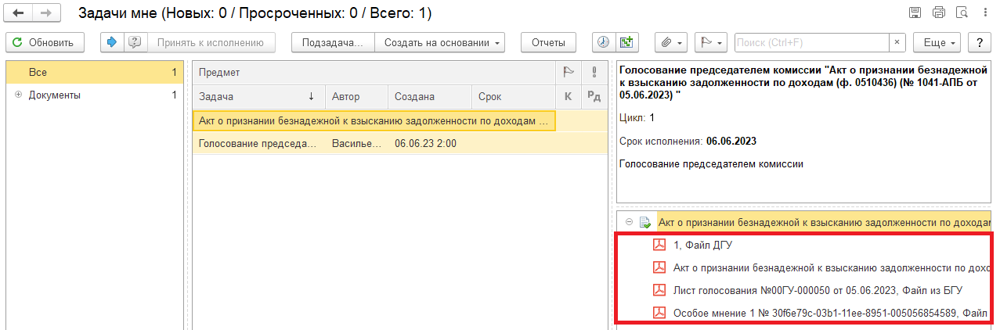 Задачи мне (Новых: 0 / Просроченных: 0 / Всего: 1)
Обновить Принять к исполнению Подзадача... Создать на основании Отчеты Поиск (Ctrl+F) × Еще ?
Все 1
Документы 1
Предмет
Задача ↓ Автор Создана Срок К Рд
Акт о признании безнадежной к взысканию задолженности по доходам ...
Голосование председа... Василье... 06.06.23 2:00
Голосование председателем комиссии "Акт о признании безнадежной
к взысканию задолженности по доходам (ф. 0510436) (№ 1041-АПБ от
05.06.2023) "
Цикл: 1
Срок исполнения: 06.06.2023
Голосование председателем комиссии
Акт о признании безнадежной к взысканию задолженности по доходам
1, Файл ДГУ
Акт о признании безнадежной к взысканию задолженности по дохо
Лист голосования №00ГУ-000050 от 05.06.2023, Файл из БГУ
Особое мнение 1 № 30f6e79c-03b1-11ee-8951-005056854589, Файл